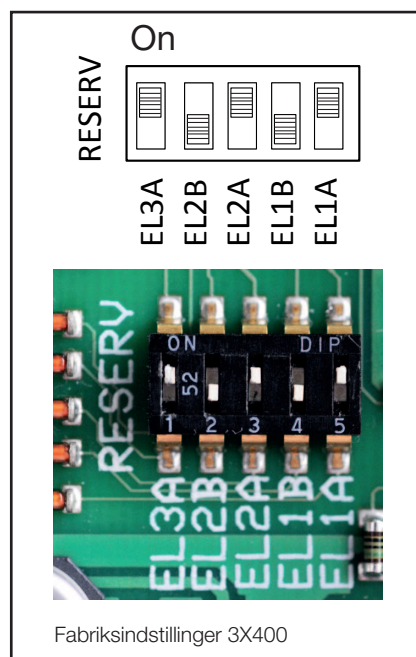 On
RESERV
EL3A
EL2B
EL2A
EL1B
EL1A
ON DIP
52
1 2 3 4 5
RESERV
EL3A
EL2B
EL2A
EL1B
EL1A
Fabriksindstillinger 3X400